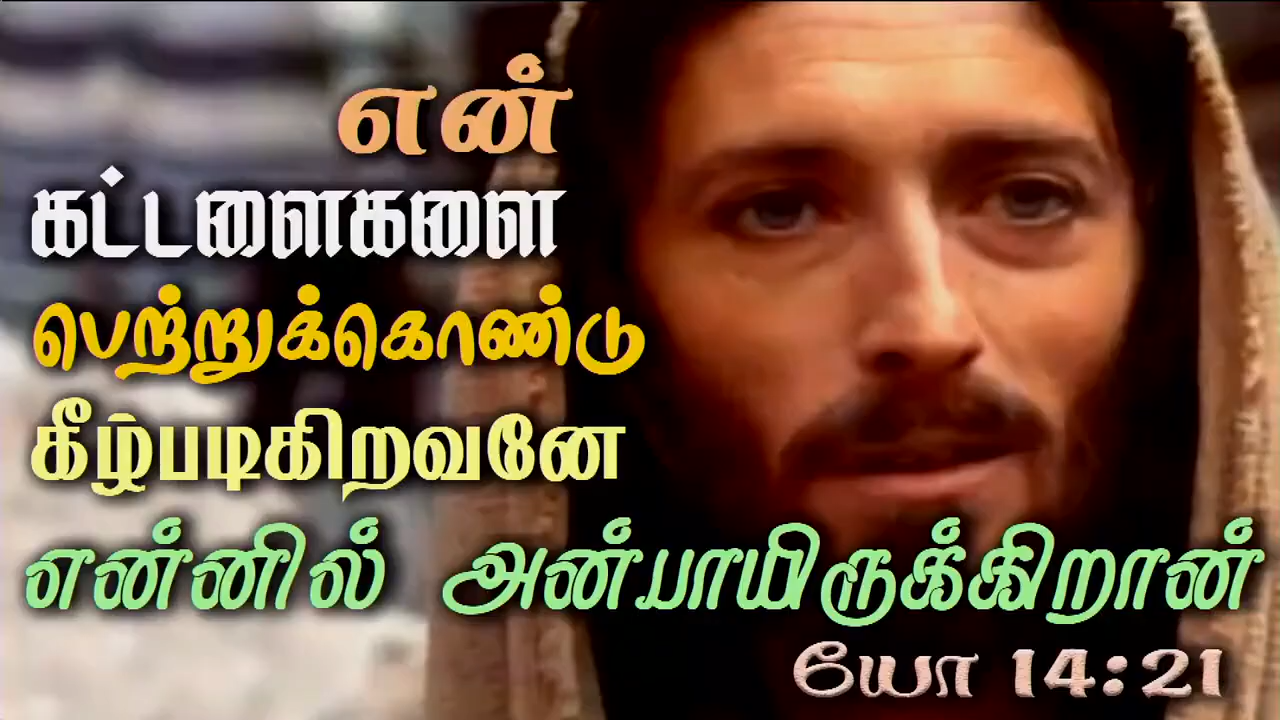 என்
கட்டளைகளை
பெற்றுக்கொண்டு
கீழ்படிகிறவனே
என்னில் அன்பாயிருக்கிறான்
யோ 14:21